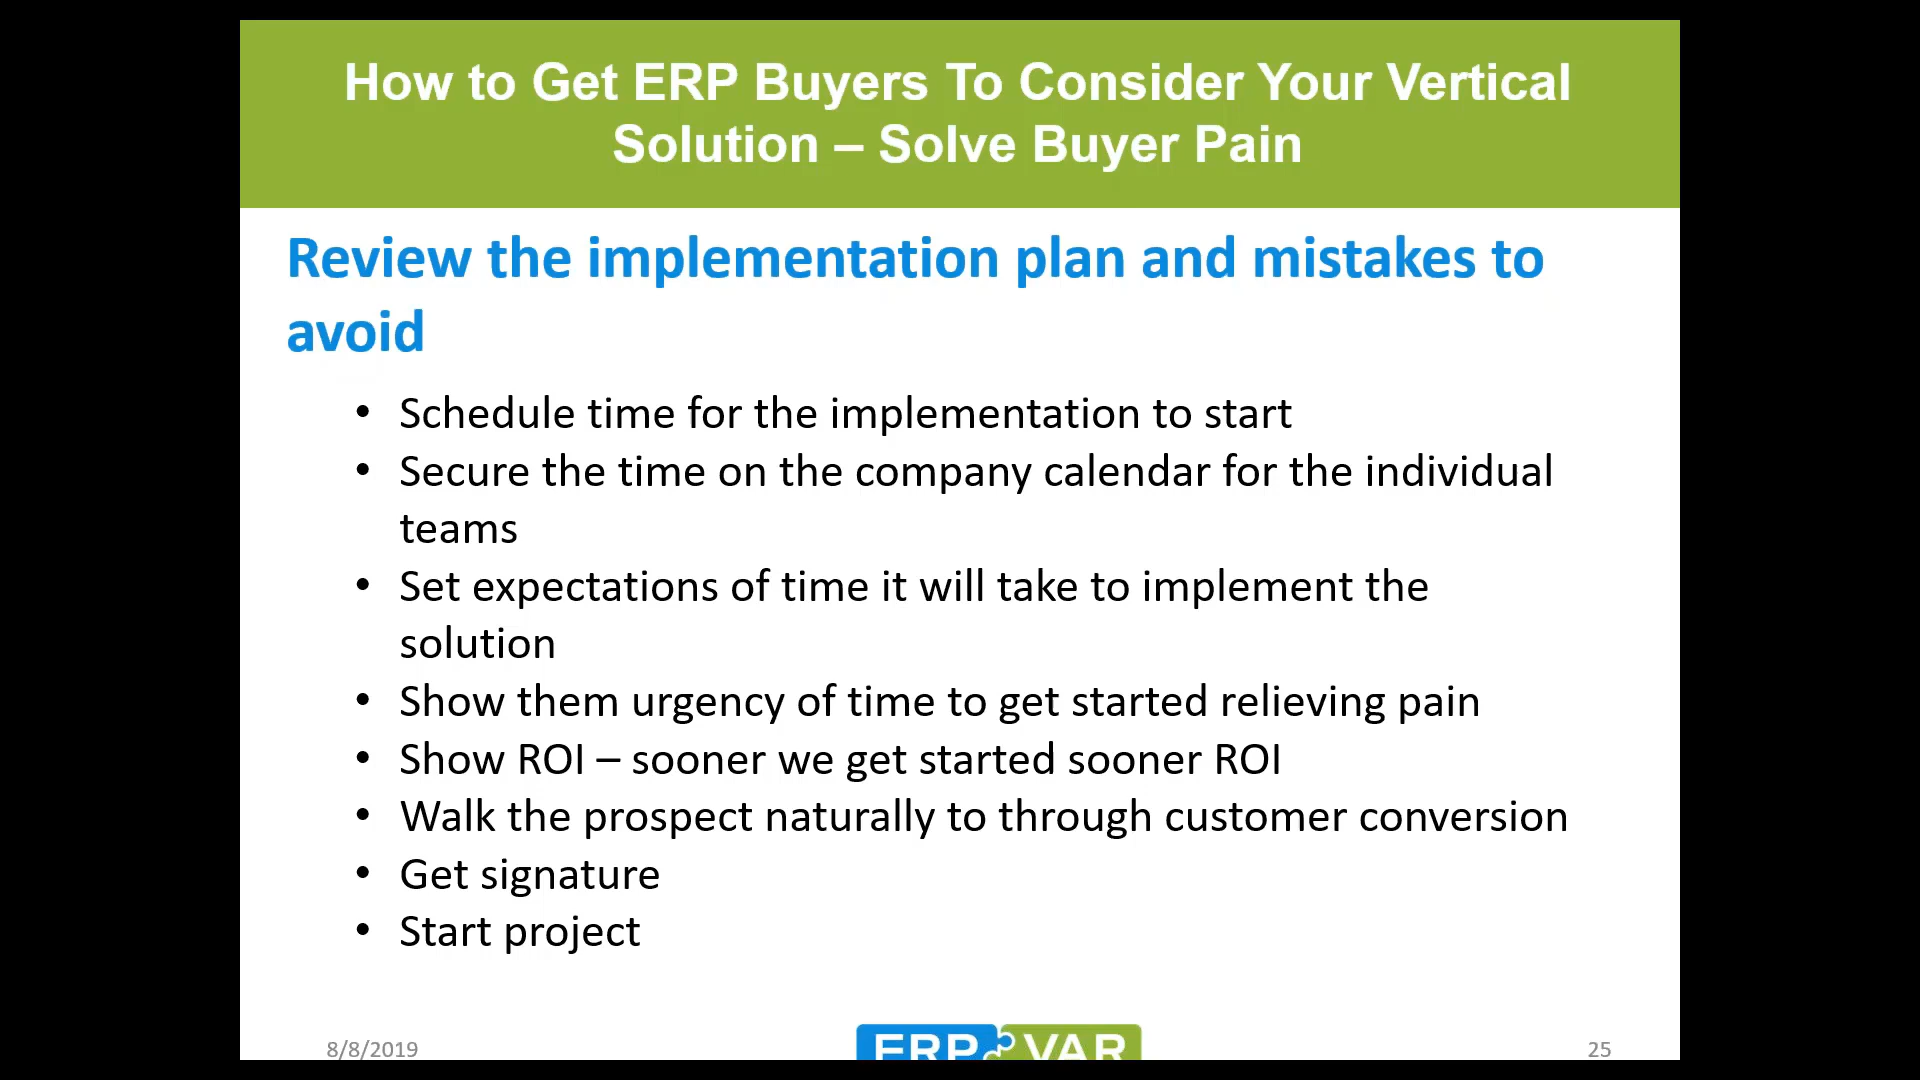 How to Get ERP Buyers To Consider Your Vertical
Solution – Solve Buyer Pain
Review the implementation plan and mistakes to
avoid
• Schedule time for the implementation to start
• Secure the time on the company calendar for the individual
teams
• Set expectations of time it will take to implement the
solution
• Show them urgency of time to get started relieving pain
• Show ROI – sooner we get started sooner ROI
• Walk the prospect naturally to through customer conversion
• Get signature
• Start project
8/8/2019
ERP VAR
25